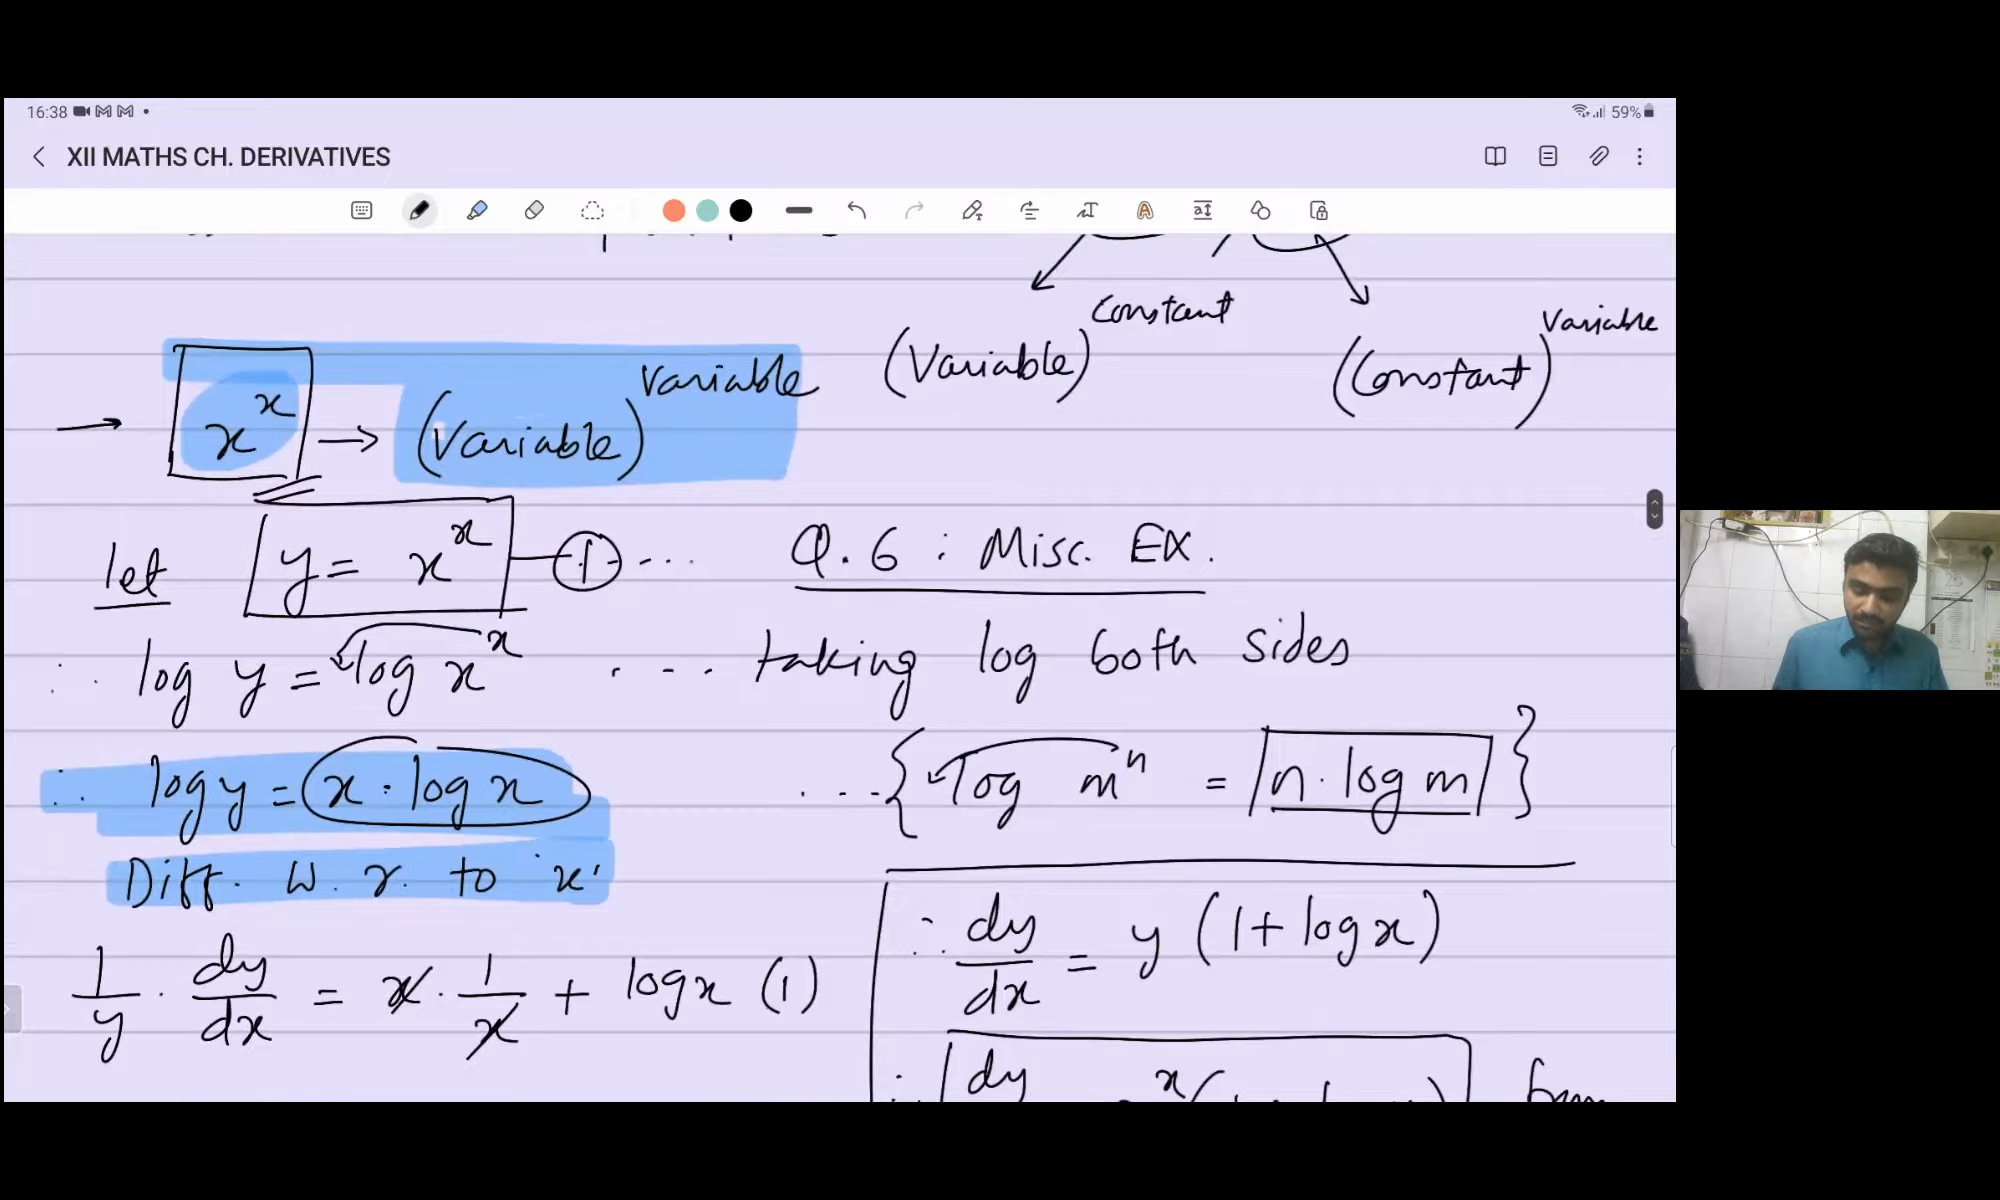 16:38
59%
XII MATHS CH. DERIVATIVES
Constant
Variable
(Variable)
(Constant)
→ x^x → (Variable)^Variable
let y = x^x — ① ... Q.6 : Misc. EX.
∴ log y = log x^x .... taking log both sides
∴ log y = x · log x ....{ log m^n = n · log m }
Diff. w. r. to 'x'
1/y · dy/dx = x · 1/x + log x (1)
∴ dy/dx = y (1 + log x)
∴ dy